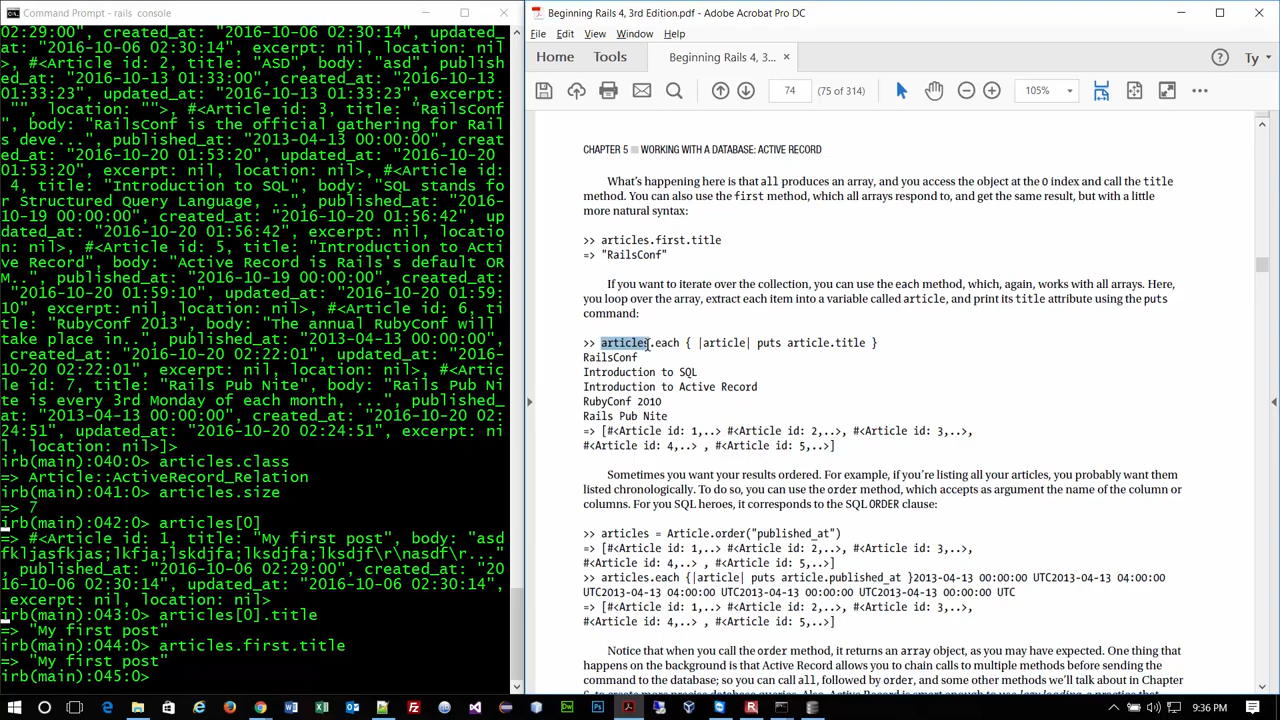 Command Prompt - rails  console
02:29:00", created_at: "2016-10-06 02:30:14", updated_
at: "2016-10-06 02:30:14", excerpt: nil, location: nil
>, #<Article id: 2, title: "ASD", body: "asd", publish
ed_at: "2016-10-13 01:33:00", created_at: "2016-10-13
01:33:23", updated_at: "2016-10-13 01:33:23", excerpt:
 "", location: "">, #<Article id: 3, title: "RailsConf
", body: "RailsConf is the official gathering for Rail
s deve...", published_at: "2013-04-13 00:00:00", creat
ed_at: "2016-10-20 01:53:20", updated_at: "2016-10-20
01:53:20", excerpt: nil, location: nil>, #<Article id:
 4, title: "Introduction to SQL", body: "SQL stands fo
r Structured Query Language, ..", published_at: "2016-
10-19 00:00:00", created_at: "2016-10-20 01:56:42", up
dated_at: "2016-10-20 01:56:42", excerpt: nil, locatio
n: nil>, #<Article id: 5, title: "Introduction to Acti
ve Record", body: "Active Record is Rails's default OR
M..", published_at: "2016-10-19 00:00:00", created_at:
 "2016-10-20 01:59:10", updated_at: "2016-10-20 01:59:
10", excerpt: nil, location: nil>, #<Article id: 6, ti
tle: "RubyConf 2013", body: "The annual RubyConf will
take place in..", published_at: "2013-04-13 00:00:00",
 created_at: "2016-10-20 02:22:01", updated_at: "2016-
10-20 02:22:01", excerpt: nil, location: nil>, #<Artic
le id: 7, title: "Rails Pub Nite", body: "Rails Pub Ni
te is every 3rd Monday of each month, ...", published_
at: "2013-04-13 00:00:00", created_at: "2016-10-20 02:
24:51", updated_at: "2016-10-20 02:24:51", excerpt: ni
l, location: nil>]>
irb(main):040:0> articles.class
=> Article::ActiveRecord_Relation
irb(main):041:0> articles.size
=> 7
irb(main):042:0> articles[0]
=> #<Article id: 1, title: "My first post", body: "asd
fkljasfkjas;lkfja;lskdjfa;lksdjfa;lksdjf\r\nasdf\r..."
, published_at: "2016-10-06 02:29:00", created_at: "20
16-10-06 02:30:14", updated_at: "2016-10-06 02:30:14",
 excerpt: nil, location: nil>
irb(main):043:0> articles[0].title
=> "My first post"
irb(main):044:0> articles.first.title
=> "My first post"
irb(main):045:0>
Beginning Rails 4, 3rd Edition.pdf - Adobe Acrobat Pro DC
File Edit View Window Help
Home Tools Beginning Rails 4, 3... × Ty
74 (75 of 314) 105%
CHAPTER 5 WORKING WITH A DATABASE: ACTIVE RECORD
What's happening here is that all produces an array, and you access the object at the 0 index and call the title
method. You can also use the first method, which all arrays respond to, and get the same result, but with a little
more natural syntax:
>> articles.first.title
=> "RailsConf"
If you want to iterate over the collection, you can use the each method, which, again, works with all arrays. Here,
you loop over the array, extract each item into a variable called article, and print its title attribute using the puts
command:
>> articles.each { |article| puts article.title }
RailsConf
Introduction to SQL
Introduction to Active Record
RubyConf 2010
Rails Pub Nite
=> [#<Article id: 1,..> #<Article id: 2,..>, #<Article id: 3,..>,
#<Article id: 4,..> , #<Article id: 5,..>]
Sometimes you want your results ordered. For example, if you're listing all your articles, you probably want them
listed chronologically. To do so, you can use the order method, which accepts as argument the name of the column or
columns. For you SQL heroes, it corresponds to the SQL ORDER clause:
>> articles = Article.order("published_at")
=> [#<Article id: 1,..> #<Article id: 2,..>, #<Article id: 3,..>,
#<Article id: 4,..> , #<Article id: 5,..>]
>> articles.each {|article| puts article.published_at }2013-04-13 00:00:00 UTC2013-04-13 04:00:00
UTC2013-04-13 04:00:00 UTC2013-04-13 00:00:00 UTC2013-04-13 00:00:00 UTC
=> [#<Article id: 1,..> #<Article id: 2,..>, #<Article id: 3,..>,
#<Article id: 4,..> , #<Article id: 5,..>]
Notice that when you call the order method, it returns an array object, as you may have expected. One thing that
happens on the background is that Active Record allows you to chain calls to multiple methods before sending the
command to the database; so you can call all, followed by order, and some other methods we'll talk about in Chapter
6, to create more precise database queries. Also, Active Record is smart enough to use lazy loading, a practice that
9:36 PM